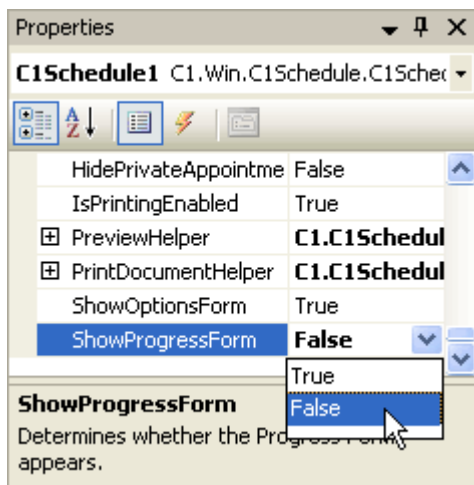 Properties
C1Schedule1 C1.Win.C1Schedule.C1Sched
HidePrivateAppointme False
IsPrintingEnabled True
PreviewHelper C1.C1Schedul
PrintDocumentHelper C1.C1Schedul
ShowOptionsForm True
ShowProgressForm False
True
False
ShowProgressForm
Determines whether the Progress Form
appears.